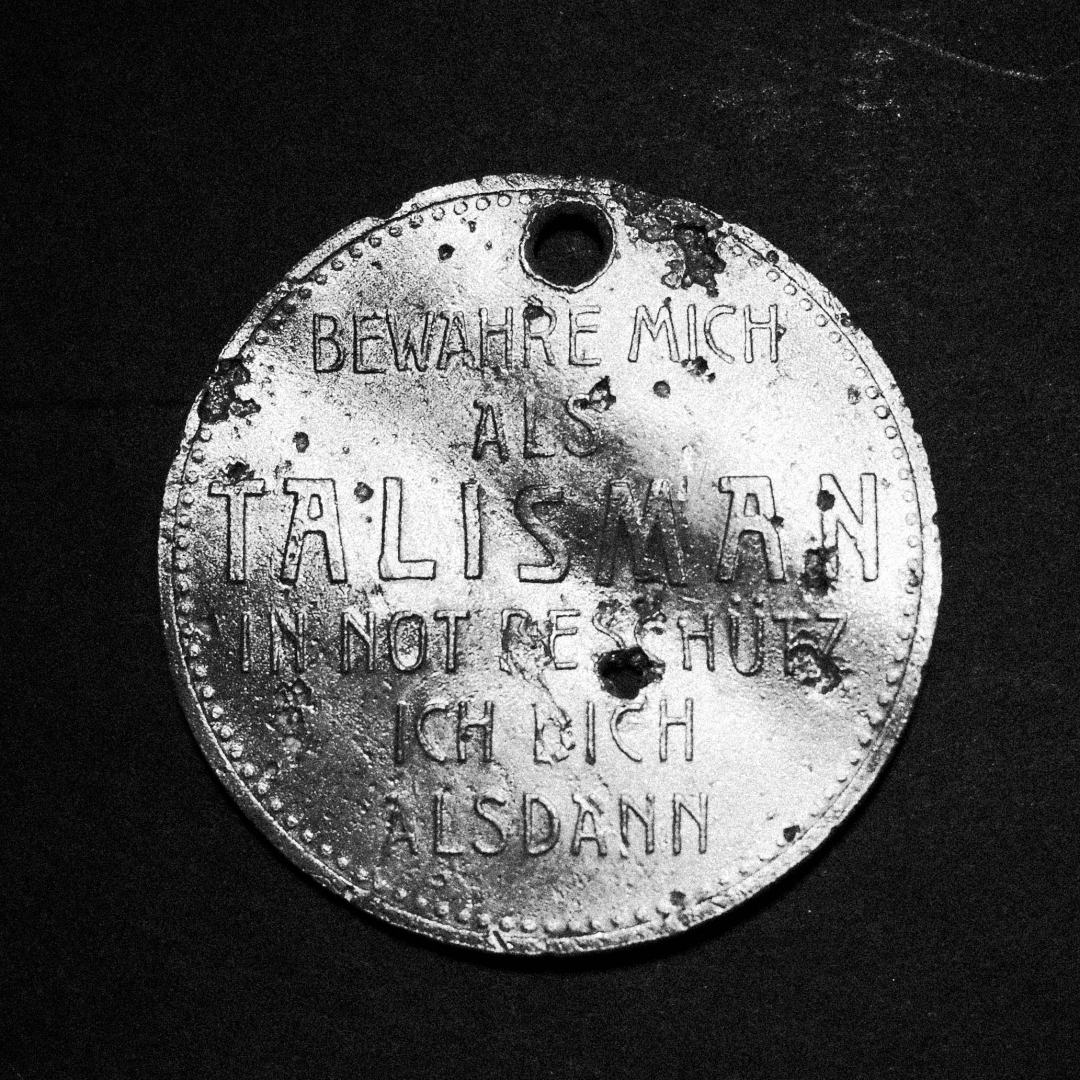 BEWAHRE MICH
ALS
TALISMAN
IN NOT BESCHÜTZ
ICH DICH
ALSDANN